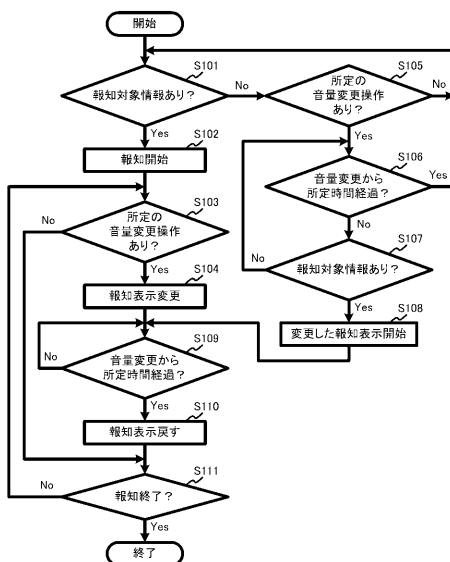 開始
S101
報知対象情報あり?
No
Yes
S105
所定の
音量変更操作
あり?
No
Yes
S102
報知開始
S106
音量変更から
所定時間経過?
Yes
No
S103
所定の
音量変更操作
あり?
No
Yes
S107
報知対象情報あり?
No
Yes
S104
報知表示変更
S108
変更した報知表示開始
S109
音量変更から
所定時間経過?
No
Yes
S110
報知表示戻す
S111
報知終了?
No
Yes
終了